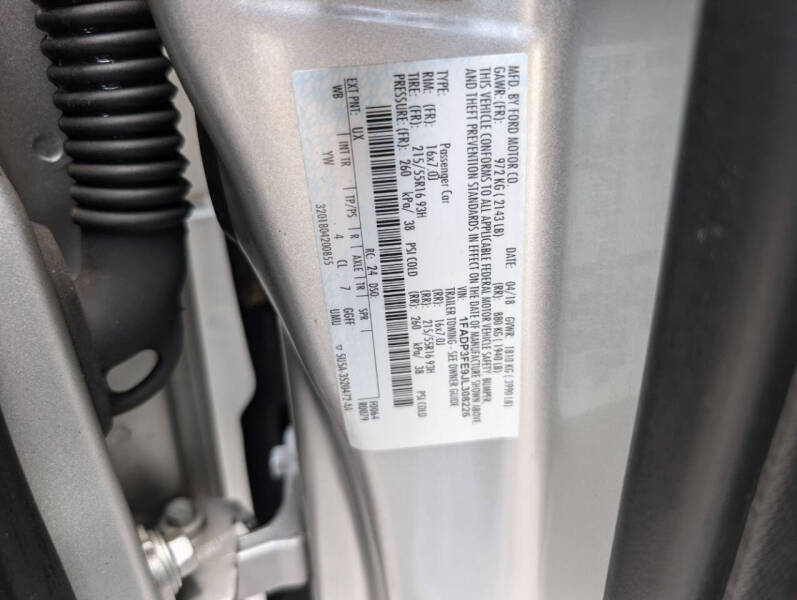 MFD. BY FORD MOTOR CO.
DATE: 04/18 GVWR: 1810 KG ( 3990 LB)
GAWR: (FR): 972 KG ( 2143 LB) (RR): 880 KG ( 1940 LB)
THIS VEHICLE CONFORMS TO ALL APPLICABLE FEDERAL MOTOR VEHICLE SAFETY, BUMPER,
AND THEFT PREVENTION STANDARDS IN EFFECT ON THE DATE OF MANUFACTURE SHOWN ABOVE.
VIN: 1FADP3FE9JL308226
TYPE: Passenger Car TRAILER TOWING - SEE OWNER GUIDE
RIM: (FR): 16x7.0J (RR): 16x7.0J
TIRE: (FR): 215/55R16 93H (RR): 215/55R16 93H
PRESSURE: (FR): 260 kPa/ 38 PSI COLD (RR): 260 kPa/ 38 PSI COLD
F0064
EXT PNT: UX RC: 24 DSO: R0079
WB INT TR TP/PS R AXLE TR SPR
YW 4 CL 7 GGFF
3201804200855 UMU